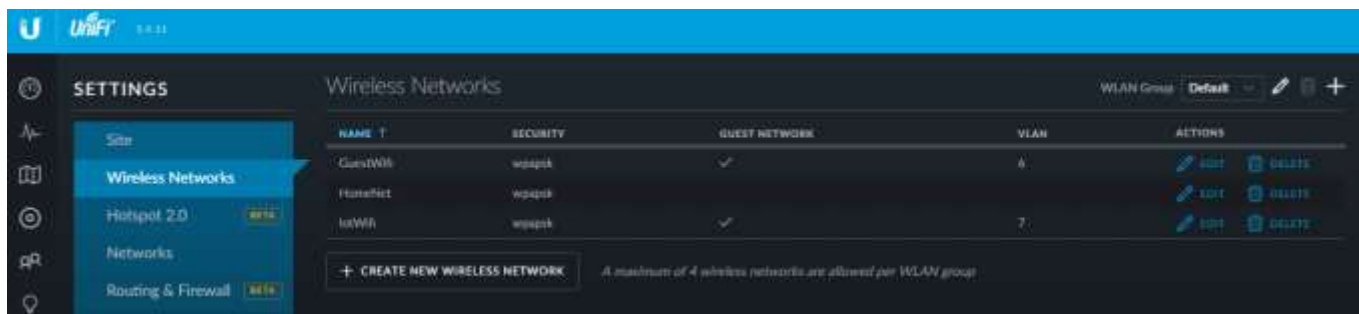 U UniFi
SETTINGS
Site
Wireless Networks
Hotspot 2.0 BETA
Networks
Routing & Firewall BETA
Wireless Networks
WLAN Group Default
NAME ↑ SECURITY GUEST NETWORK VLAN ACTIONS
GuestWifi wpapsk 6 EDIT DELETE
HomeNet wpapsk EDIT DELETE
IotWifi wpapsk 7 EDIT DELETE
+ CREATE NEW WIRELESS NETWORK
A maximum of 4 wireless networks are allowed per WLAN group